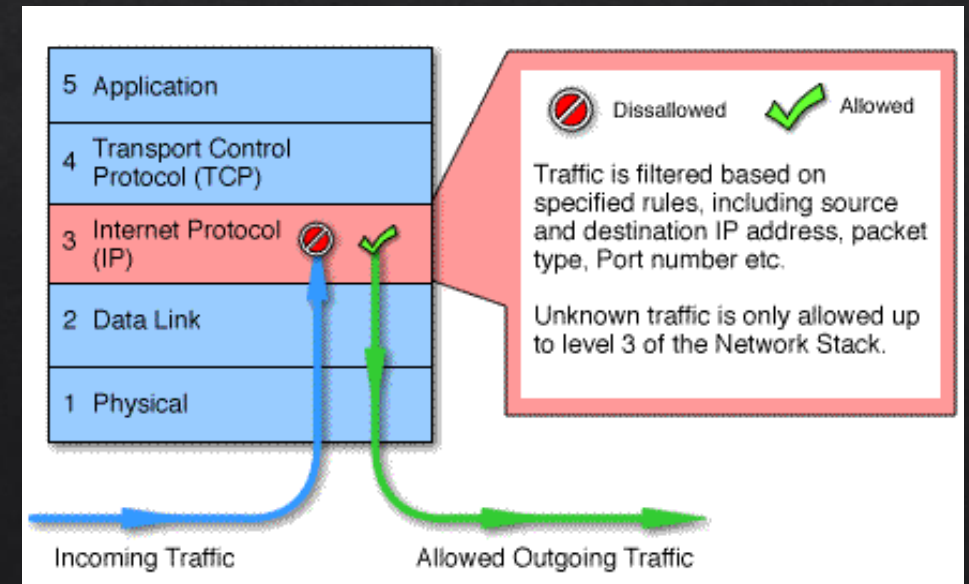 5 Application
4 Transport Control
Protocol (TCP)
3 Internet Protocol
(IP)
2 Data Link
1 Physical
Incoming Traffic
Allowed Outgoing Traffic
Dissallowed
Allowed
Traffic is filtered based on
specified rules, including source
and destination IP address, packet
type, Port number etc.
Unknown traffic is only allowed up
to level 3 of the Network Stack.